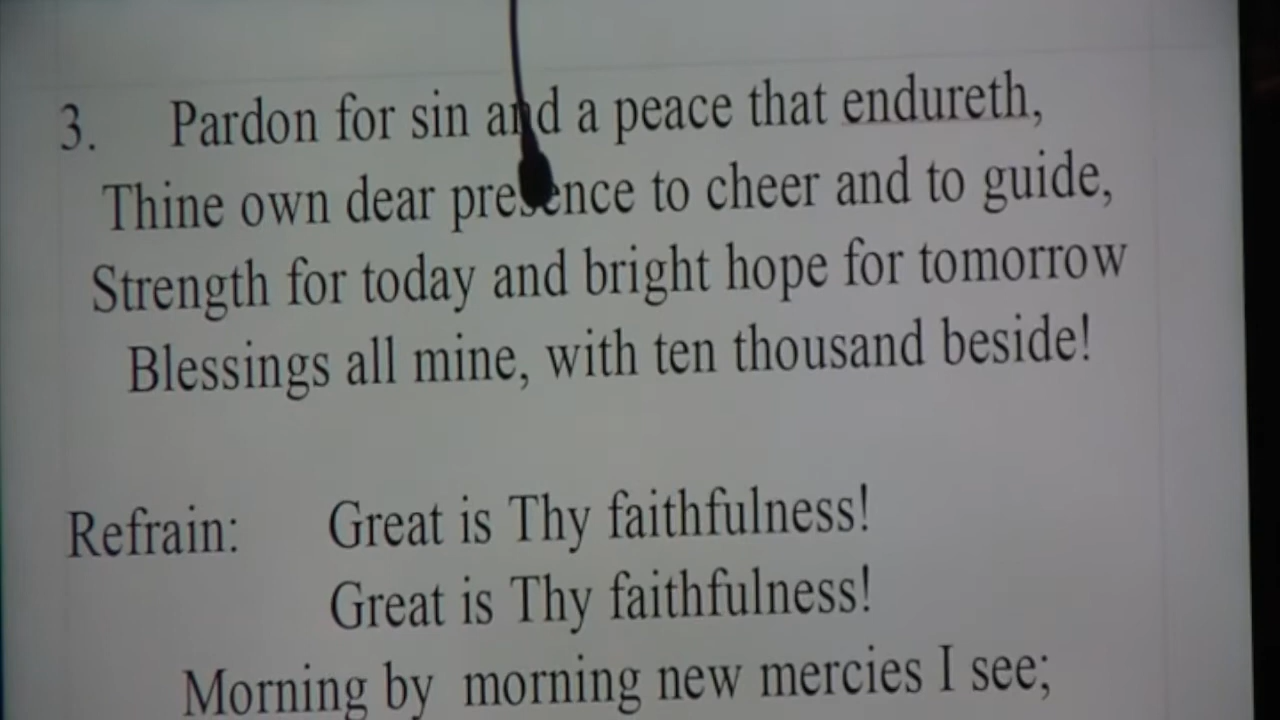 3. Pardon for sin and a peace that endureth,
Thine own dear presence to cheer and to guide,
Strength for today and bright hope for tomorrow
Blessings all mine, with ten thousand beside!
Refrain: Great is Thy faithfulness!
Great is Thy faithfulness!
Morning by morning new mercies I see;